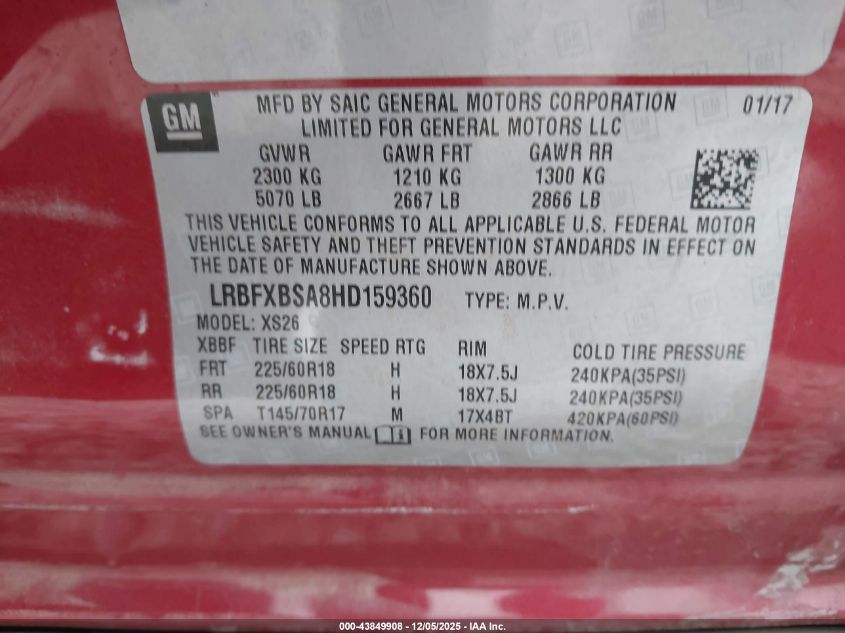 GM
MFD BY SAIC GENERAL MOTORS CORPORATION 01/17
LIMITED FOR GENERAL MOTORS LLC
GVWR GAWR FRT GAWR RR
2300 KG 1210 KG 1300 KG
5070 LB 2667 LB 2866 LB
THIS VEHICLE CONFORMS TO ALL APPLICABLE U.S. FEDERAL MOTOR
VEHICLE SAFETY AND THEFT PREVENTION STANDARDS IN EFFECT ON
THE DATE OF MANUFACTURE SHOWN ABOVE.
LRBFXBSA8HD159360 TYPE: M.P.V.
MODEL: XS26
XBBF TIRE SIZE SPEED RTG RIM COLD TIRE PRESSURE
FRT 225/60R18 H 18X7.5J 240KPA(35PSI)
RR 225/60R18 H 18X7.5J 240KPA(35PSI)
SPA T145/70R17 M 17X4BT 420KPA(60PSI)
SEE OWNER'S MANUAL FOR MORE INFORMATION.
000-43849908 - 12/05/2025 - IAA Inc.